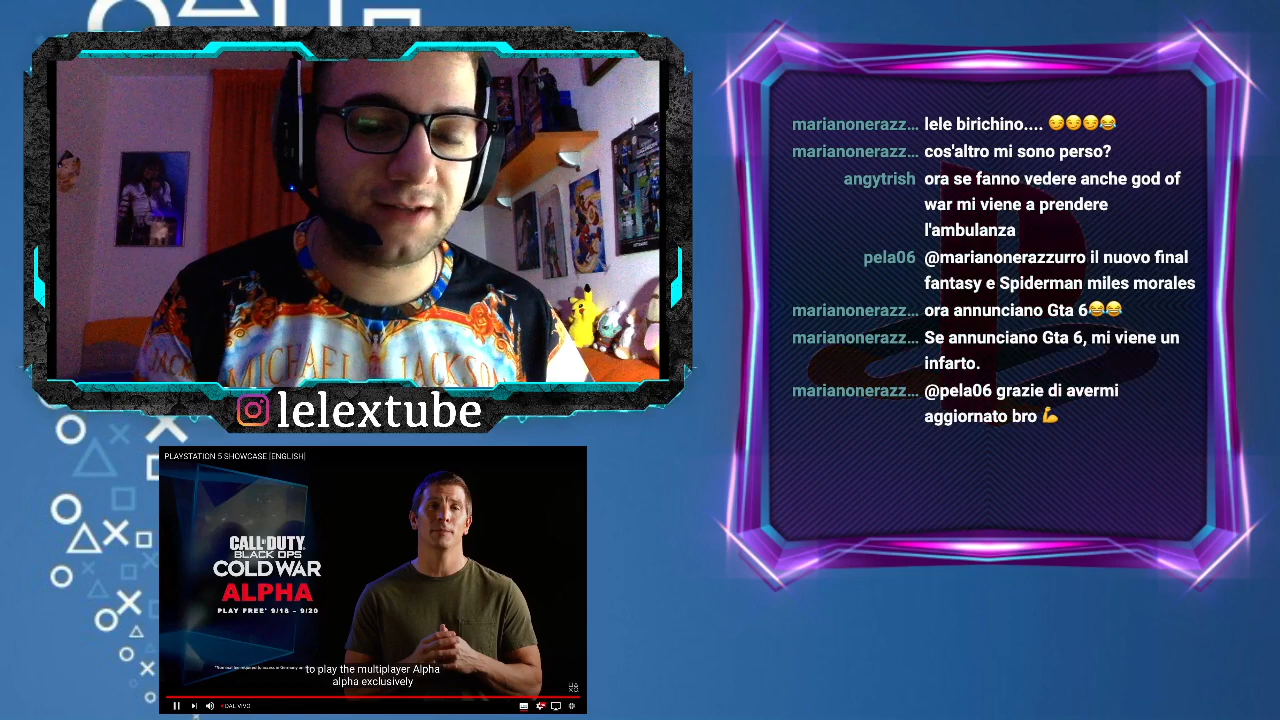 MICHAEL JACKSON
lelextube
PLAYSTATION 5 SHOWCASE [ENGLISH]
CALL OF DUTY
BLACK OPS
COLD WAR
ALPHA
PLAY FREE* 9/18 - 9/20
to play the multiplayer Alpha
alpha exclusively
DAL VIVO
marianonerazz... lele birichino.... 😏😏😏😂
marianonerazz... cos'altro mi sono perso?
angytrish ora se fanno vedere anche god of
war mi viene a prendere
l'ambulanza
pela06 @marianonerazzurro il nuovo final
fantasy e Spiderman miles morales
marianonerazz... ora annunciano Gta 6😂😂
marianonerazz... Se annunciano Gta 6, mi viene un
infarto.
marianonerazz... @pela06 grazie di avermi
aggiornato bro 💪